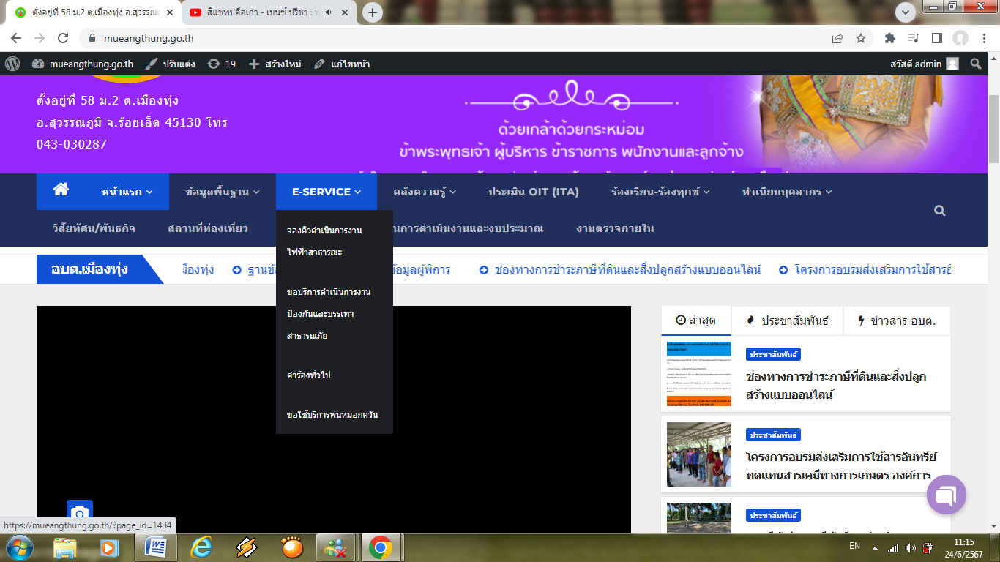 ตั้งอยู่ที่ 58 ม.2 ต.เมืองทุ่ง อ.สุวรรณ
สีแชทบ่คือเก่า - เบนซ์ ปรีชา :
mueangthung.go.th
mueangthung.go.th ปรับแต่ง 19 สร้างใหม่ แก้ไขหน้า สวัสดี admin
ตั้งอยู่ที่ 58 ม.2 ต.เมืองทุ่ง
อ.สุวรรณภูมิ จ.ร้อยเอ็ด 45130 โทร
043-030287
ด้วยเกล้าด้วยกระหม่อม
ข้าพระพุทธเจ้า ผู้บริหาร ข้าราชการ พนักงานและลูกจ้าง
หน้าแรก ข้อมูลพื้นฐาน E-SERVICE คลังความรู้ ประเมิน OIT (ITA) ร้องเรียน-ร้องทุกข์ ทำเนียบบุคลากร
วิสัยทัศน/พันธกิจ สถานที่ท่องเที่ยว นการดำเนินงานและงบประมาณ งานตรวจภายใน
จองคิวดำเนินการงาน
ไฟฟ้าสาธารณะ
ขอบริการดำเนินการงาน
ป้องกันและบรรเทา
สาธารณภัย
คำร้องทั่วไป
ขอใช้บริการพ่นหมอกควัน
อบต.เมืองทุ่ง มืองทุ่ง ฐานข้ ข้อมูลผู้พิการ ช่องทางการชำระภาษีที่ดินและสิ่งปลูกสร้างแบบออนไลน์ โครงการอบรมส่งเสริมการใช้สารอิ
ล่าสุด ประชาสัมพันธ์ ข่าวสาร อบต.
ประชาสัมพันธ์
ช่องทางการชำระภาษีที่ดินและสิ่งปลูก
สร้างแบบออนไลน์
ประชาสัมพันธ์
โครงการอบรมส่งเสริมการใช้สารอินทรีย์
ทดแทนสารเคมีทางการเกษตร องค์การ
ประชาสัมพันธ์
https://mueangthung.go.th/?page_id=1434
EN
11:15
24/6/2567